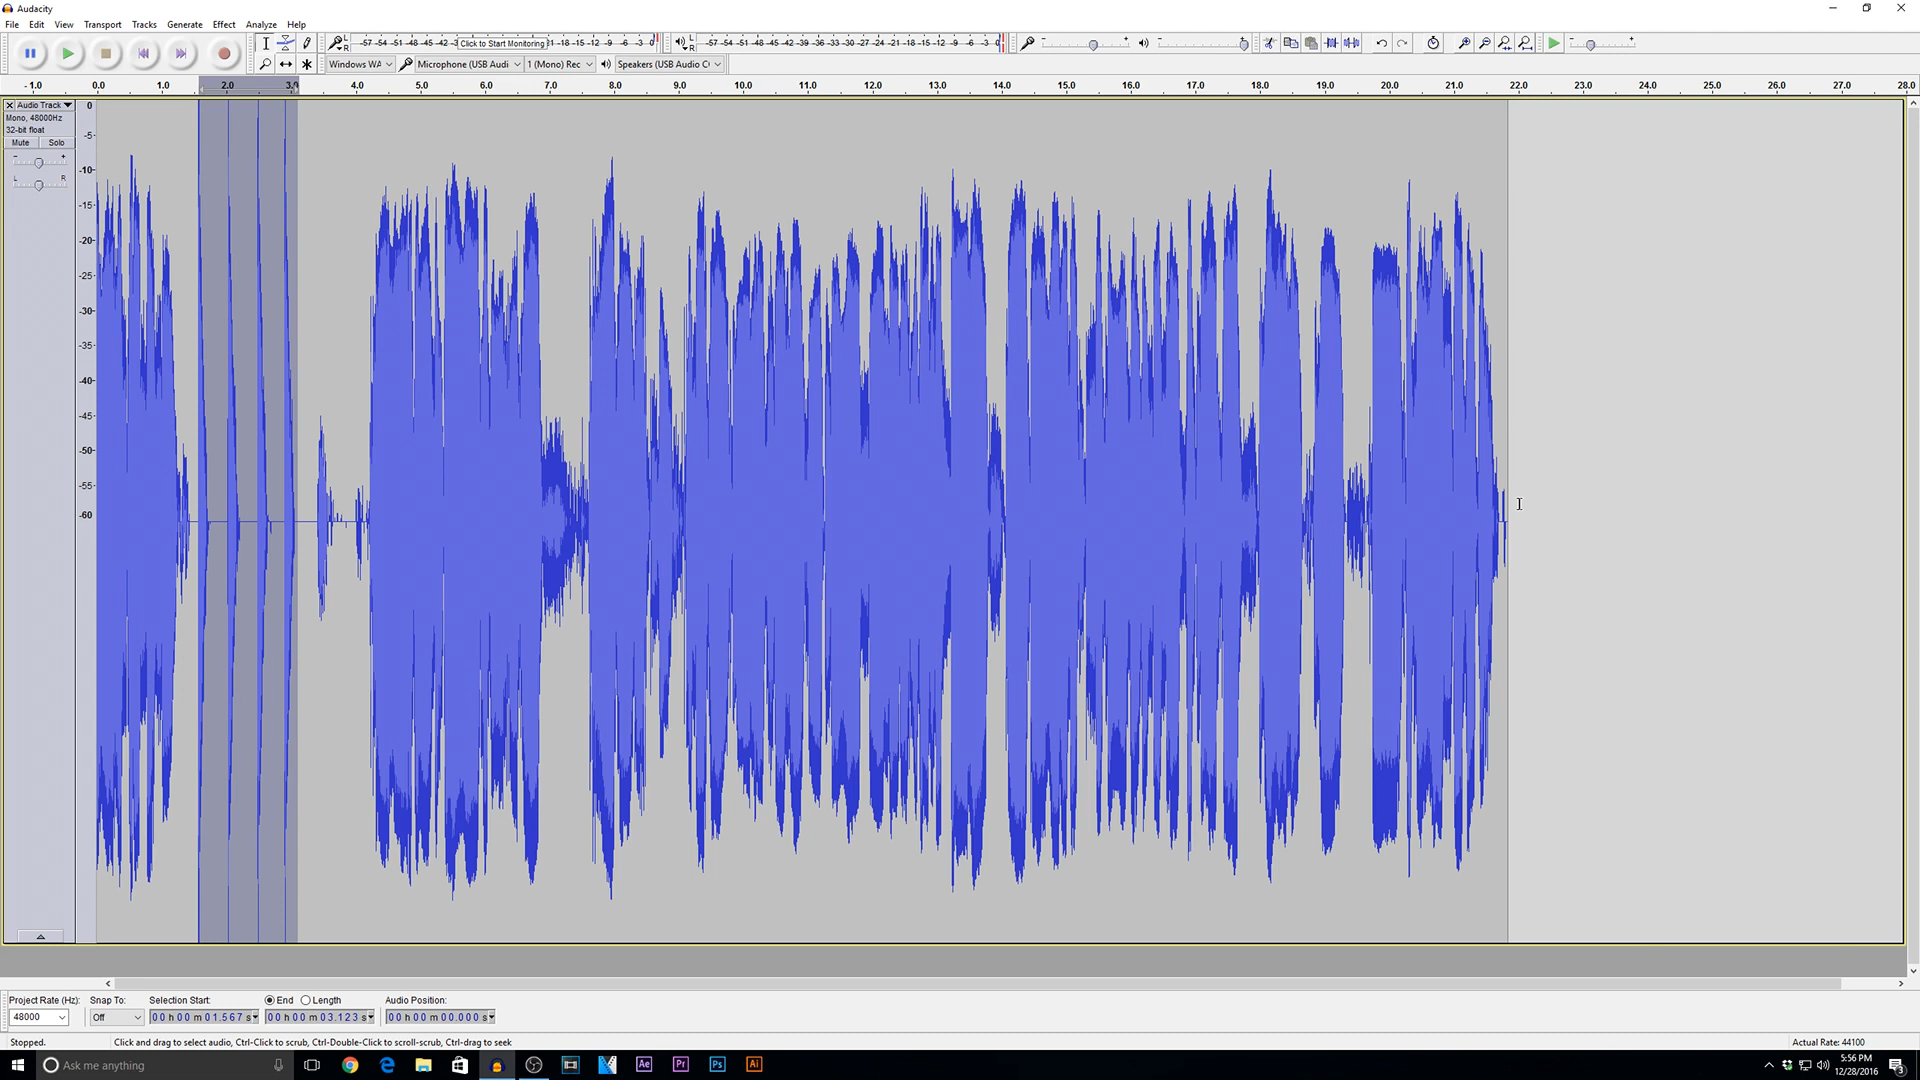 Audacity
File Edit View Transport Tracks Generate Effect Analyze Help
L R -57 -54 -51 -48 -45 -42 -3 Click to Start Monitoring 1 -18 -15 -12 -9 -6 -3 0
L R -57 -54 -51 -48 -45 -42 -39 -36 -33 -30 -27 -24 -21 -18 -15 -12 -9 -6 -3 0
- + - + - +
Windows WA Microphone (USB Audi 1 (Mono) Rec Speakers (USB Audio C
-1.0 0.0 1.0 2.0 3.0 4.0 5.0 6.0 7.0 8.0 9.0 10.0 11.0 12.0 13.0 14.0 15.0 16.0 17.0 18.0 19.0 20.0 21.0 22.0 23.0 24.0 25.0 26.0 27.0 28.0
Audio Track
Mono, 48000Hz
32-bit float
Mute Solo
- +
L R
0
-5
-10
-15
-20
-25
-30
-35
-40
-45
-50
-55
-60
Project Rate (Hz): Snap To: Selection Start: End Length Audio Position:
48000 Off 00 h 00 m 01.567 s 00 h 00 m 03.123 s 00 h 00 m 00.000 s
Stopped. Click and drag to select audio, Ctrl-Click to scrub, Ctrl-Double-Click to scroll-scrub, Ctrl-drag to seek Actual Rate: 44100
Ask me anything Ae Pr Ps Ai 5:56 PM
12/28/2016 3